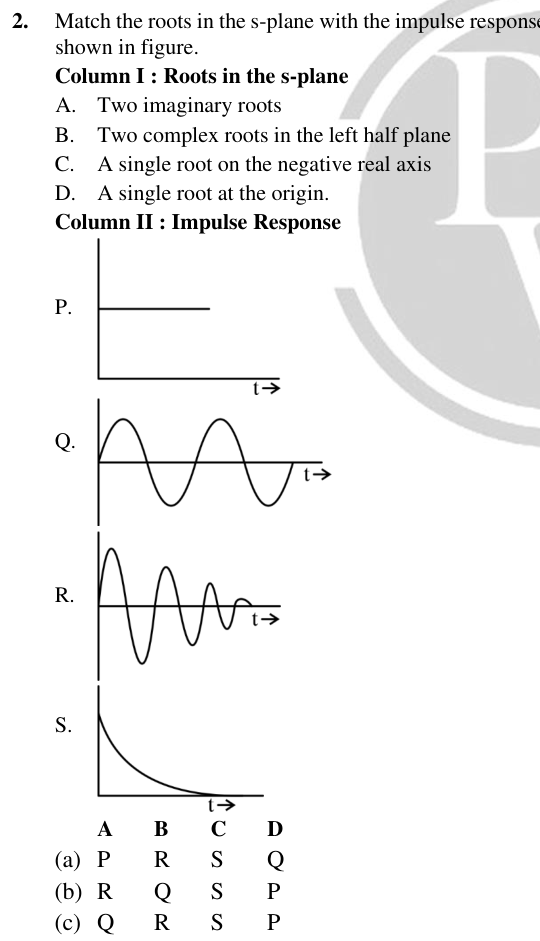 2. Match the roots in the s-plane with the impulse respons
shown in figure.
Column I : Roots in the s-plane
A. Two imaginary roots
B. Two complex roots in the left half plane
C. A single root on the negative real axis
D. A single root at the origin.
Column II : Impulse Response
P.
t→
Q.
t→
R.
t→
S.
t→
A B C D
(a) P R S Q
(b) R Q S P
(c) Q R S P